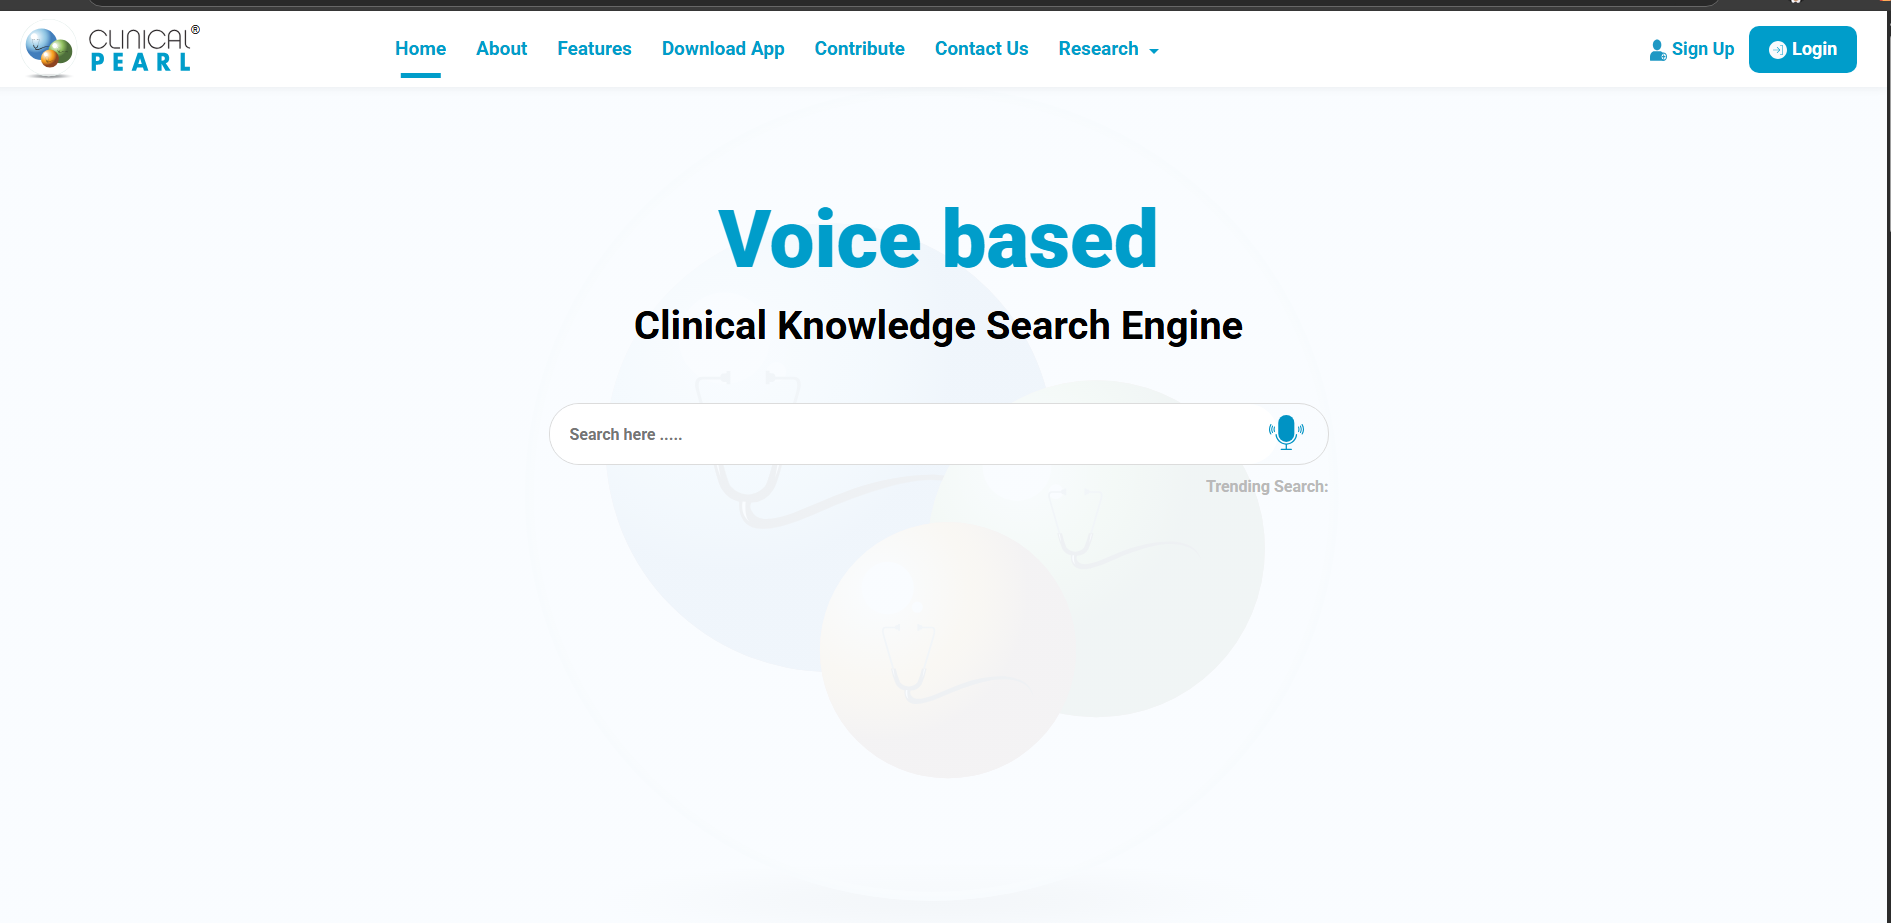 CLINICAL®
PEARL
Home About Features Download App Contribute Contact Us Research
Sign Up Login
Voice based
Clinical Knowledge Search Engine
Search here .....
Trending Search: